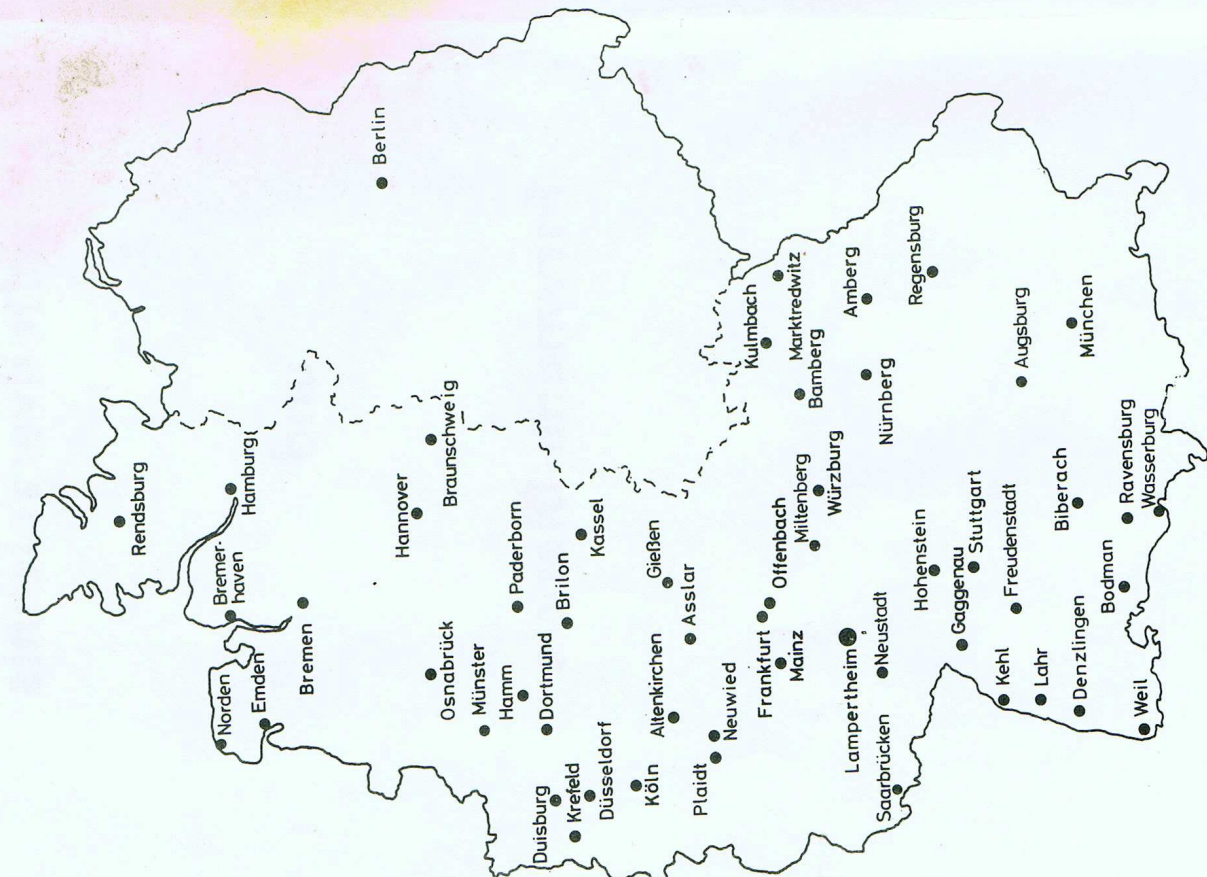 Rendsburg
Hamburg
Bremer-
haven
Norden
Emden
Bremen
Berlin
Hannover
Braunschweig
Osnabrück
Münster
Hamm
Paderborn
Dortmund
Brilon
Kassel
Duisburg
Krefeld
Düsseldorf
Köln
Altenkirchen
Gießen
Asslar
Plaidt
Neuwied
Frankfurt
Offenbach
Mainz
Miltenberg
Würzburg
Kulmbach
Marktredwitz
Bamberg
Amberg
Nürnberg
Regensburg
Lampertheim
Neustadt
Saarbrücken
Hohenstein
Gaggenau
Stuttgart
Kehl
Freudenstadt
Lahr
Denzlingen
Weil
Augsburg
München
Biberach
Bodman
Ravensburg
Wasserburg